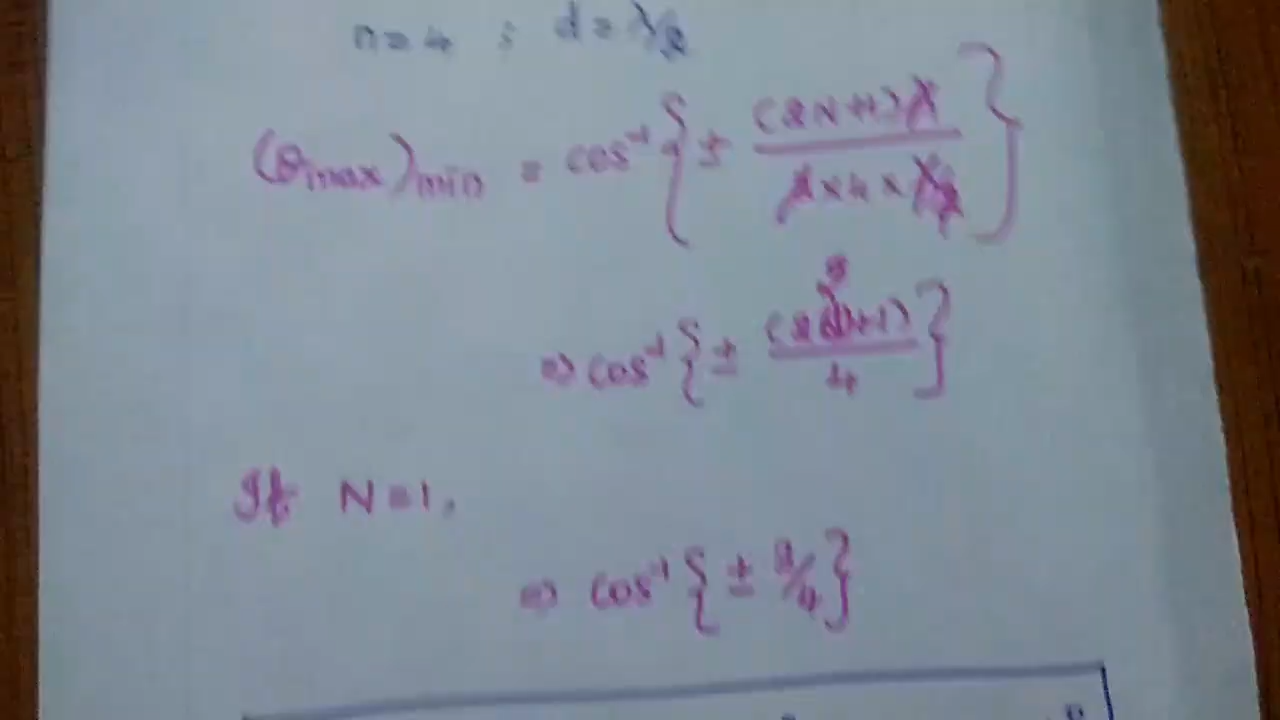 n = 4 ; d = λ/2
(θmax)min = cos⁻¹ { ± (2N+1)λ / 2×4×λ/2 }
⇒ cos⁻¹ { ± (2N+1) / 4 }
If N=1,
⇒ cos⁻¹ { ± 3/4 }